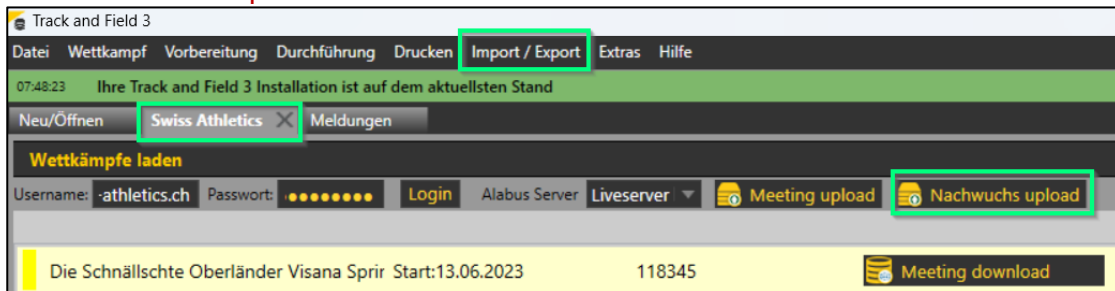 Track and Field 3
Datei Wettkampf Vorbereitung Durchführung Drucken Import / Export Extras Hilfe
07:48:23 Ihre Track and Field 3 Installation ist auf dem aktuellsten Stand
Neu/Öffnen Swiss Athletics Meldungen
Wettkämpfe laden
Username: -athletics.ch Passwort: Login Alabus Server Liveserver Meeting upload Nachwuchs upload
Die Schnällschte Oberländer Visana Sprir Start:13.06.2023 118345 Meeting download